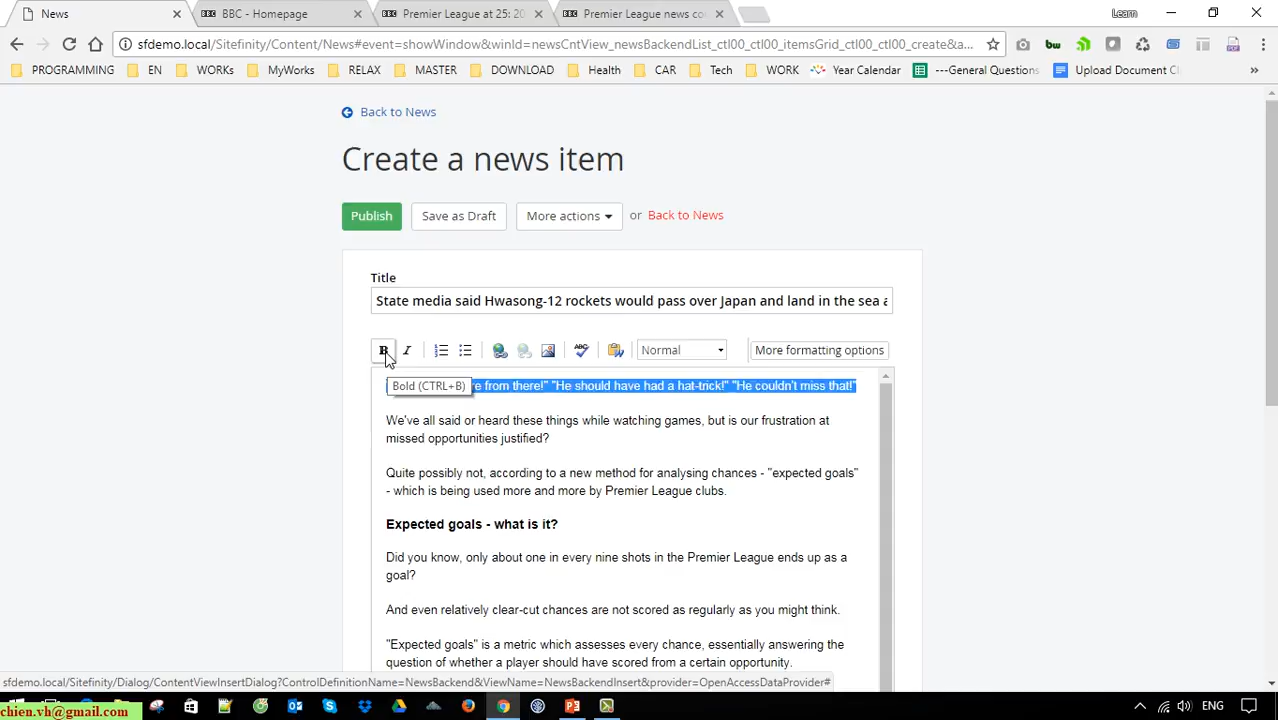 News
BBC - Homepage
Premier League at 25: 20
Premier League news co
Learn
sfdemo.local/Sitefinity/Content/News#event=showWindow&winId=newsCntView_newsBackendList_ctl00_ctl00_itemsGrid_ctl00_ctl00_create&a...
PROGRAMMING
EN
WORKs
MyWorks
RELAX
MASTER
DOWNLOAD
Health
CAR
Tech
WORK
Year Calendar
---General Questions
Upload Document
Back to News
Create a news item
Publish
Save as Draft
More actions
or
Back to News
Title
State media said Hwasong-12 rockets would pass over Japan and land in the sea a
B
I
ABC
Normal
More formatting options
Bold (CTRL+B)
e from there!" "He should have had a hat-trick!" "He couldn't miss that!"
We've all said or heard these things while watching games, but is our frustration at
missed opportunities justified?
Quite possibly not, according to a new method for analysing chances - "expected goals"
- which is being used more and more by Premier League clubs.
Expected goals - what is it?
Did you know, only about one in every nine shots in the Premier League ends up as a
goal?
And even relatively clear-cut chances are not scored as regularly as you might think.
"Expected goals" is a metric which assesses every chance, essentially answering the
question of whether a player should have scored from a certain opportunity.
sfdemo.local/Sitefinity/Dialog/ContentViewInsertDialog?ControlDefinitionName=NewsBackend&ViewName=NewsBackendInsert&provider=OpenAccessDataProvider#
chien.vh@gmail.com
ENG